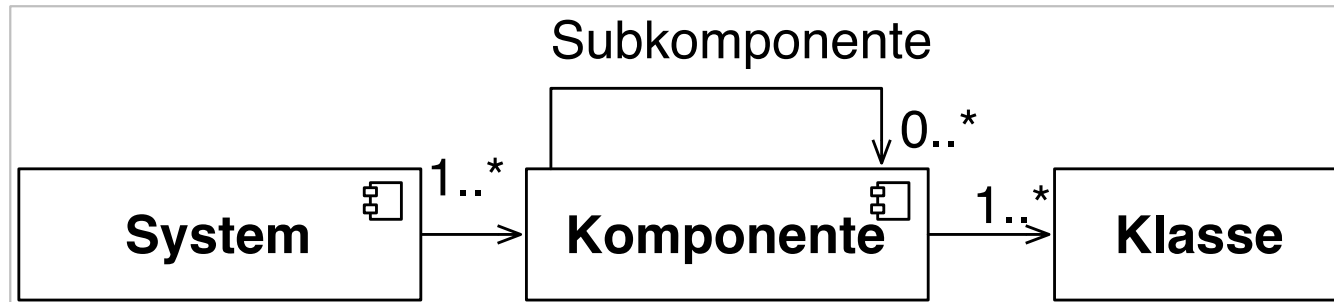 Subkomponente
0..*
1..*
1..*
System
Komponente
Klasse